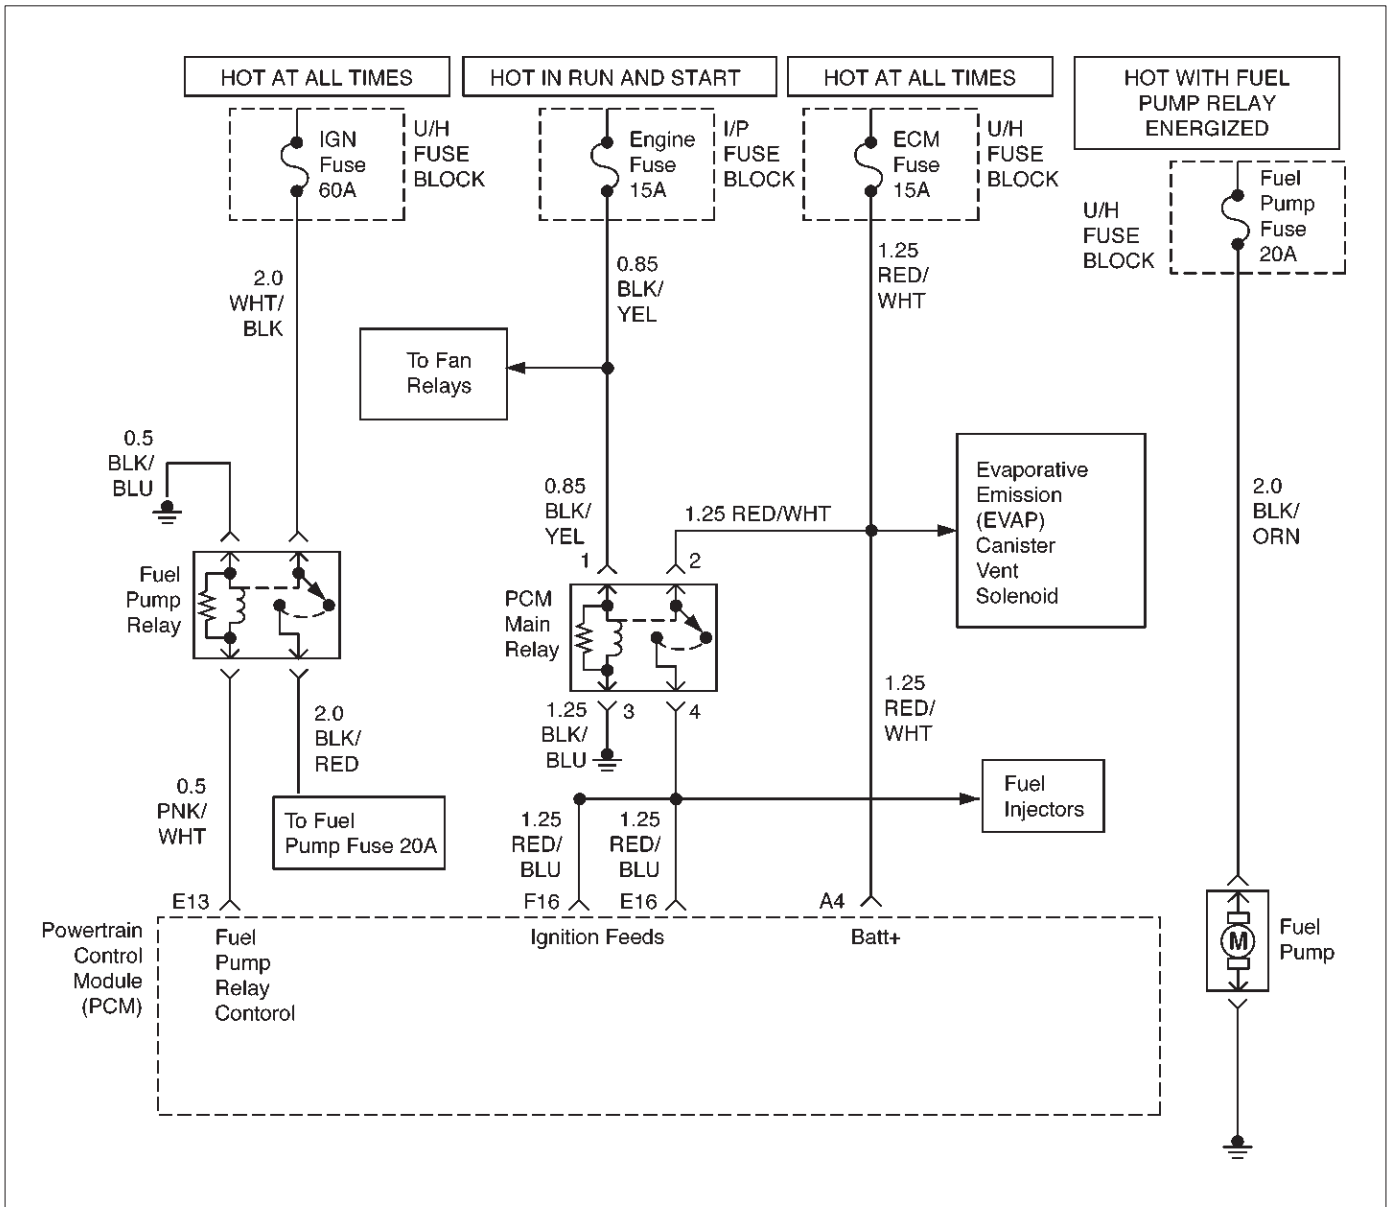 HOT AT ALL TIMES
HOT IN RUN AND START
HOT AT ALL TIMES
HOT WITH FUEL
PUMP RELAY
ENERGIZED
IGN
Fuse
60A
U/H
FUSE
BLOCK
Engine
Fuse
15A
I/P
FUSE
BLOCK
ECM
Fuse
15A
U/H
FUSE
BLOCK
U/H
FUSE
BLOCK
Fuel
Pump
Fuse
20A
2.0
WHT/
BLK
0.85
BLK/
YEL
1.25
RED/
WHT
To Fan
Relays
0.5
BLK/
BLU
0.85
BLK/
YEL
1
1.25 RED/WHT
2
Evaporative
Emission
(EVAP)
Canister
Vent
Solenoid
2.0
BLK/
ORN
Fuel
Pump
Relay
PCM
Main
Relay
1.25
BLK/
BLU
3
4
1.25
RED/
WHT
2.0
BLK/
RED
0.5
PNK/
WHT
To Fuel
Pump Fuse 20A
1.25
RED/
BLU
1.25
RED/
BLU
Fuel
Injectors
E13
F16
E16
A4
Powertrain
Control
Module
(PCM)
Fuel
Pump
Relay
Contorol
Ignition Feeds
Batt+
M
Fuel
Pump